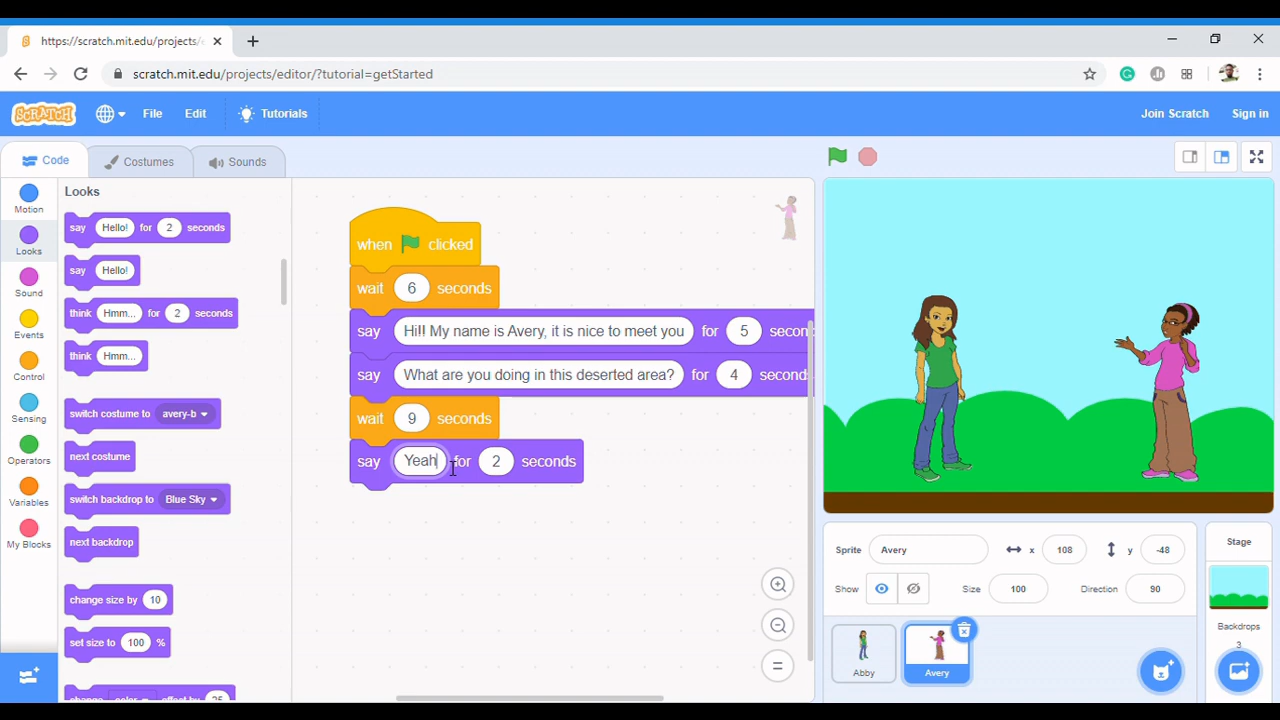 https://scratch.mit.edu/projects/
scratch.mit.edu/projects/editor/?tutorial=getStarted
SCRATCH File Edit Tutorials Join Scratch Sign in
Code Costumes Sounds
Motion
Looks
Sound
Events
Control
Sensing
Operators
Variables
My Blocks
Looks
say Hello! for 2 seconds
say Hello!
think Hmm... for 2 seconds
think Hmm...
switch costume to avery-b
next costume
switch backdrop to Blue Sky
next backdrop
change size by 10
set size to 100 %
change color effect by 25
when clicked
wait 6 seconds
say Hi!! My name is Avery, it is nice to meet you for 5 secon
say What are you doing in this deserted area? for 4 second
wait 9 seconds
say Yeah for 2 seconds
Sprite Avery x 108 y -48
Show Size 100 Direction 90
Abby
Avery
Stage
Backdrops
3